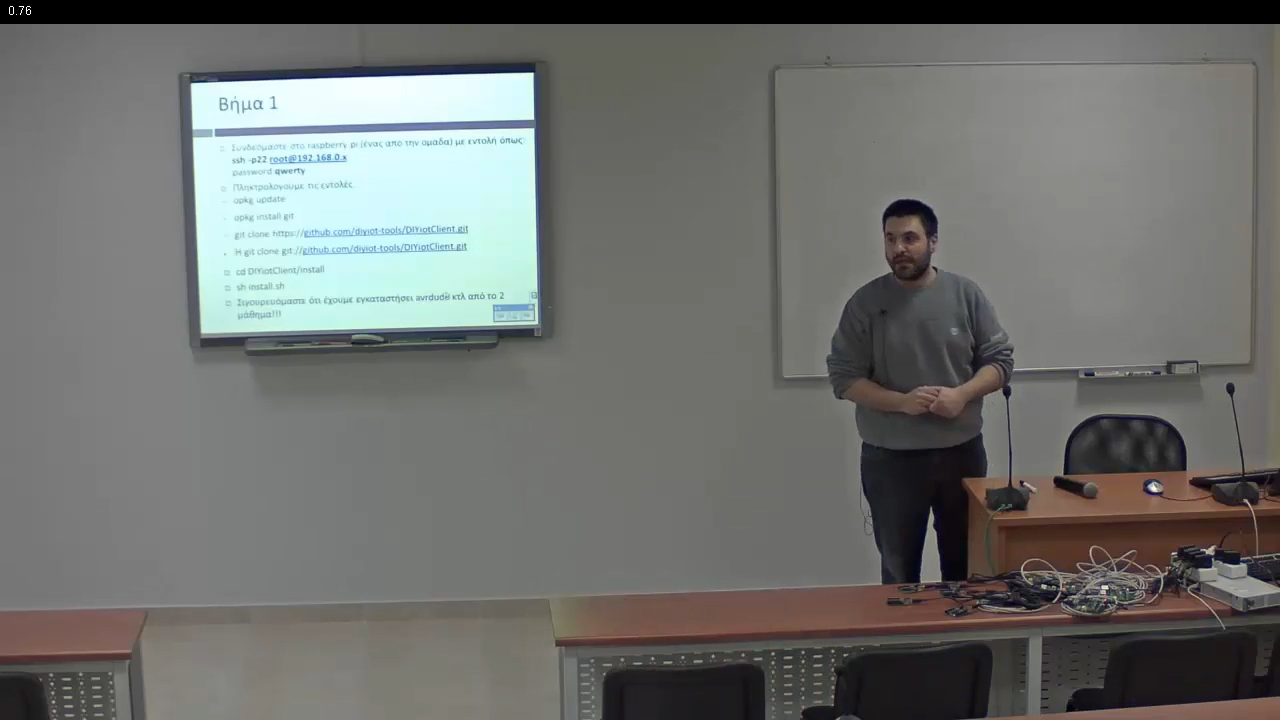 0.76
Βήμα 1
Συνδεόμαστε στο raspberry pi (ένας από την ομάδα) με εντολή όπως:
ssh -p22 root@192.168.0.x
password qwerty
Πληκτρολογούμε τις εντολές
opkg update
opkg install git
git clone https://github.com/diyiot-tools/DIYiotClient.git
Η git clone git://github.com/diyiot-tools/DIYiotClient.git
cd DIYiotClient/install
sh install.sh
Σιγουρευόμαστε ότι έχουμε εγκαταστήσει avrdude κτλ από το 2
μάθημα!!!